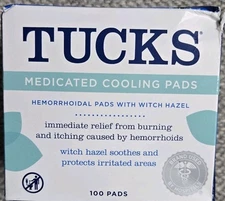 TUCKS®
MEDICATED COOLING PADS
HEMORRHOIDAL PADS WITH WITCH HAZEL
immediate relief from burning
and itching caused by hemorrhoids
witch hazel soothes and
protects irritated areas
100 PADS